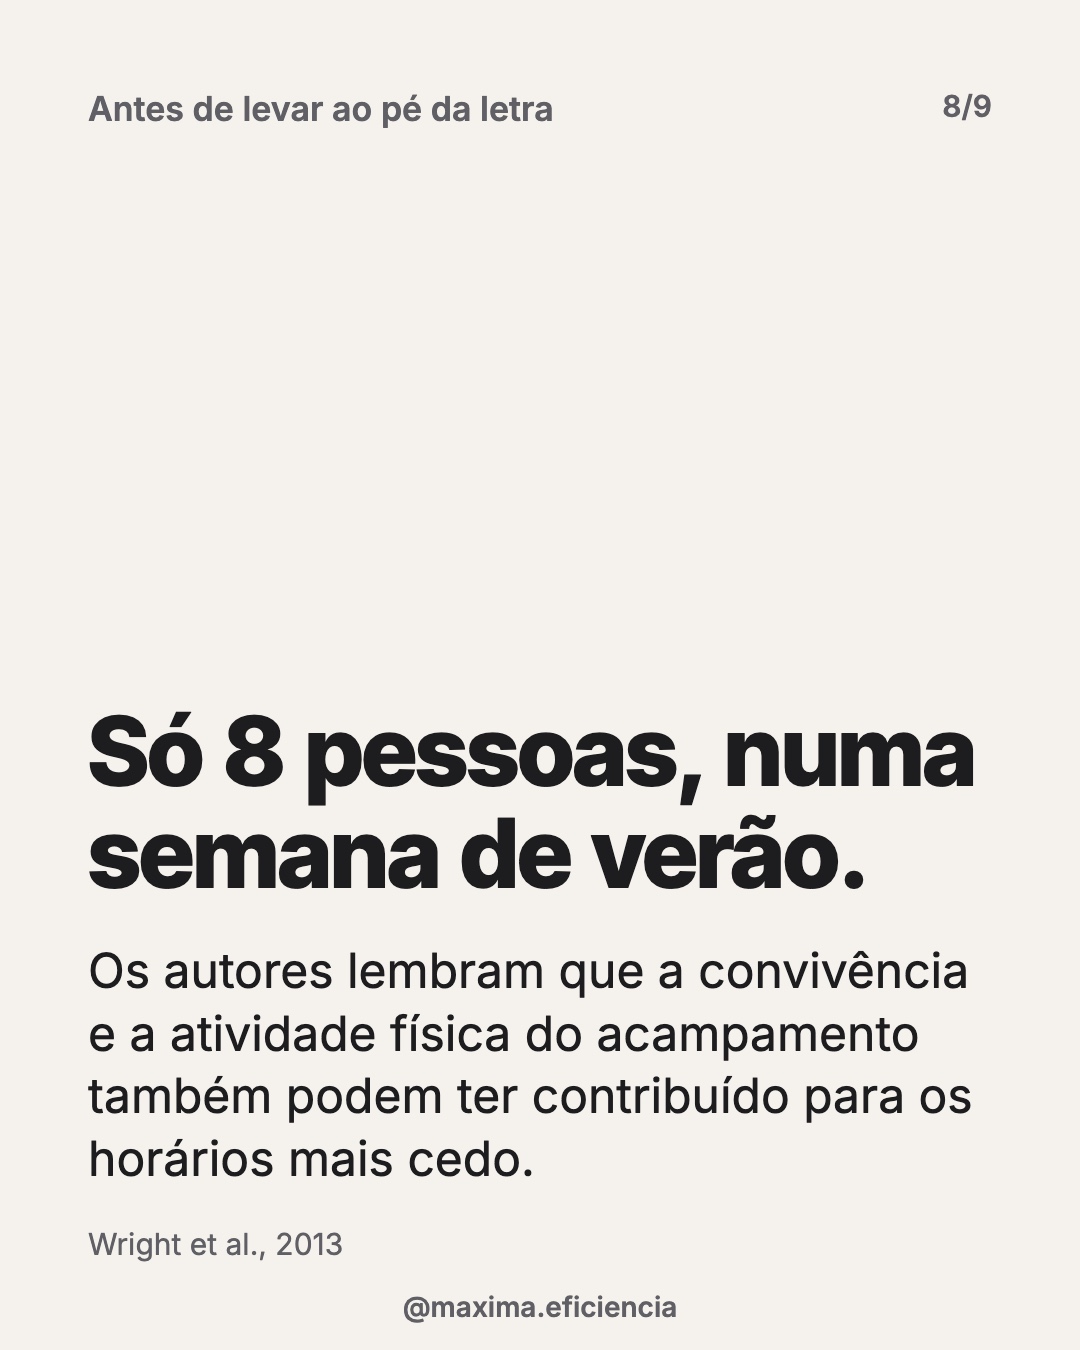 Antes de levar ao pé da letra
8/9
Só 8 pessoas, numa
semana de verão.
Os autores lembram que a convivência
e a atividade física do acampamento
também podem ter contribuído para os
horários mais cedo.
Wright et al., 2013
@maxima.eficiencia